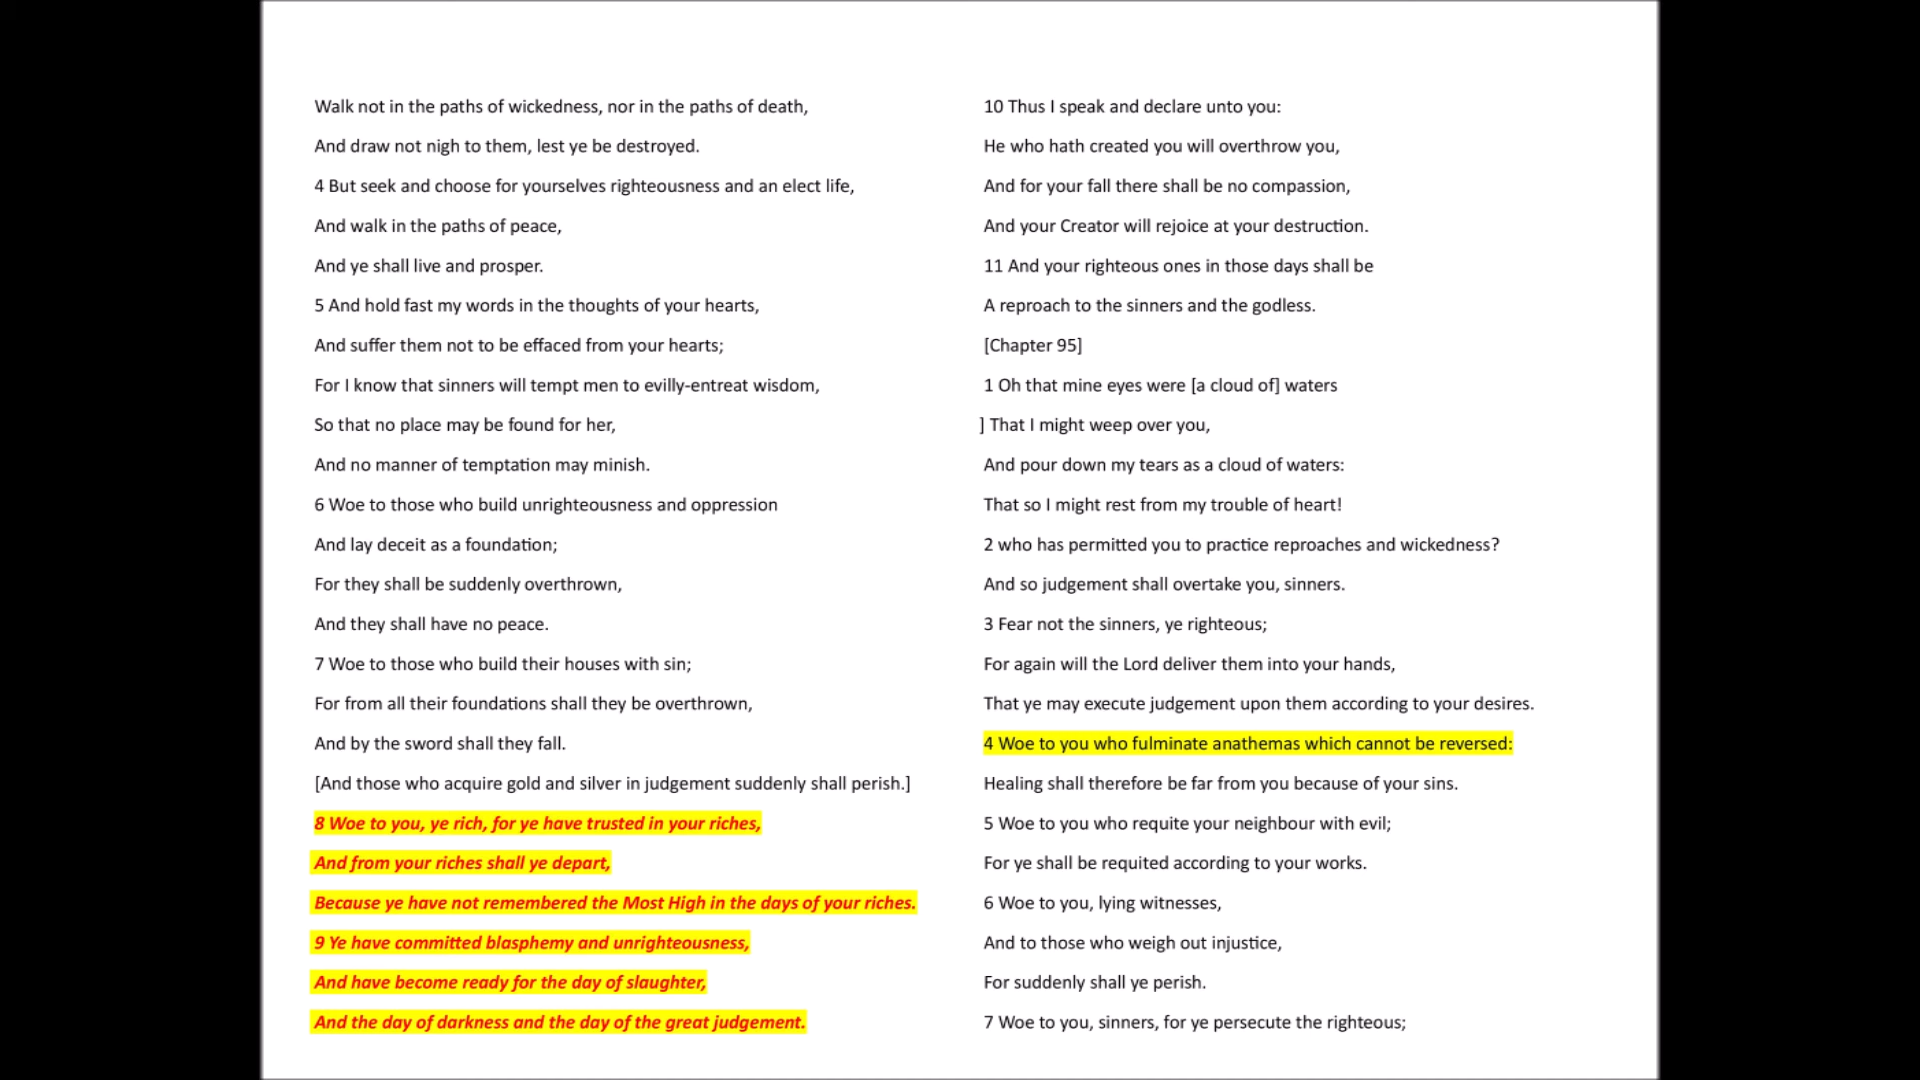 Walk not in the paths of wickedness, nor in the paths of death,
And draw not nigh to them, lest ye be destroyed.
4 But seek and choose for yourselves righteousness and an elect life,
And walk in the paths of peace,
And ye shall live and prosper.
5 And hold fast my words in the thoughts of your hearts,
And suffer them not to be effaced from your hearts;
For I know that sinners will tempt men to evilly-entreat wisdom,
So that no place may be found for her,
And no manner of temptation may minish.
6 Woe to those who build unrighteousness and oppression
And lay deceit as a foundation;
For they shall be suddenly overthrown,
And they shall have no peace.
7 Woe to those who build their houses with sin;
For from all their foundations shall they be overthrown,
And by the sword shall they fall.
[And those who acquire gold and silver in judgement suddenly shall perish.]
8 Woe to you, ye rich, for ye have trusted in your riches,
And from your riches shall ye depart,
Because ye have not remembered the Most High in the days of your riches.
9 Ye have committed blasphemy and unrighteousness,
And have become ready for the day of slaughter,
And the day of darkness and the day of the great judgement.
10 Thus I speak and declare unto you:
He who hath created you will overthrow you,
And for your fall there shall be no compassion,
And your Creator will rejoice at your destruction.
11 And your righteous ones in those days shall be
A reproach to the sinners and the godless.
[Chapter 95]
1 Oh that mine eyes were [a cloud of] waters
] That I might weep over you,
And pour down my tears as a cloud of waters:
That so I might rest from my trouble of heart!
2 who has permitted you to practice reproaches and wickedness?
And so judgement shall overtake you, sinners.
3 Fear not the sinners, ye righteous;
For again will the Lord deliver them into your hands,
That ye may execute judgement upon them according to your desires.
4 Woe to you who fulminate anathemas which cannot be reversed:
Healing shall therefore be far from you because of your sins.
5 Woe to you who requite your neighbour with evil;
For ye shall be requited according to your works.
6 Woe to you, lying witnesses,
And to those who weigh out injustice,
For suddenly shall ye perish.
7 Woe to you, sinners, for ye persecute the righteous;